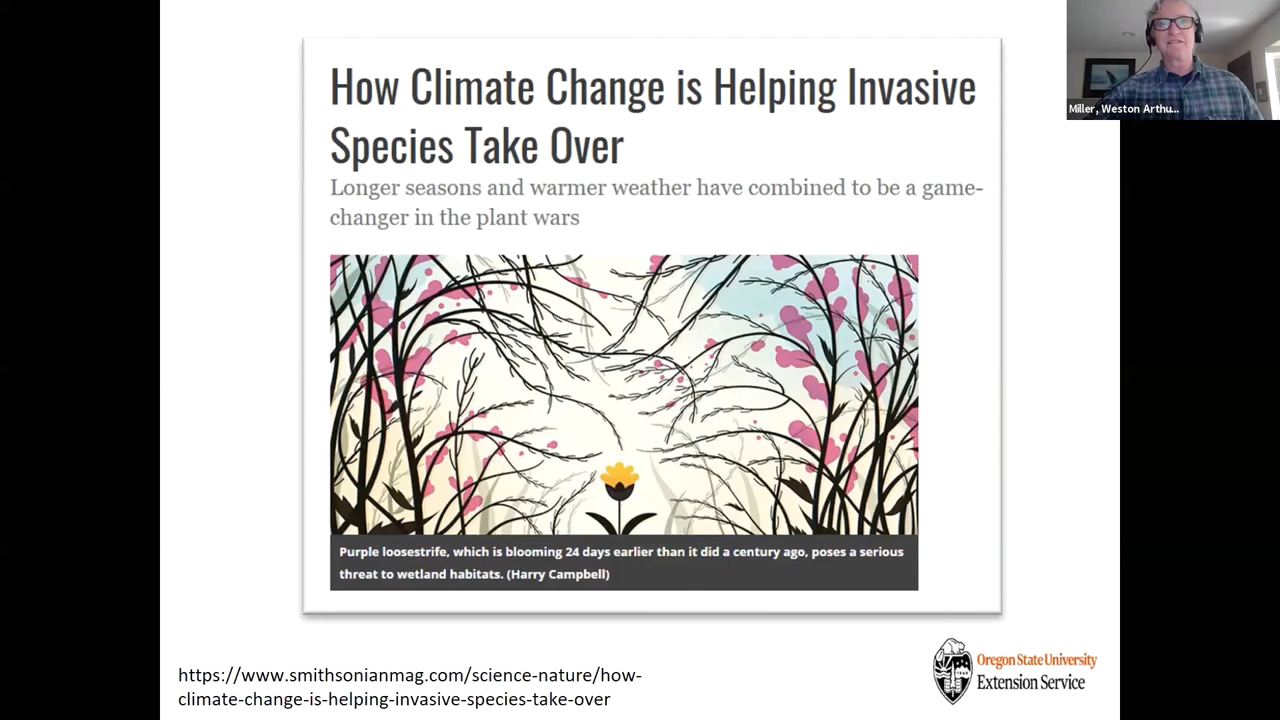 How Climate Change is Helping Invasive
Species Take Over
Longer seasons and warmer weather have combined to be a game-
changer in the plant wars
Purple loosestrife, which is blooming 24 days earlier than it did a century ago, poses a serious
threat to wetland habitats. (Harry Campbell)
Miller, Weston Arthu...
https://www.smithsonianmag.com/science-nature/how-
climate-change-is-helping-invasive-species-take-over
Oregon State University
Extension Service